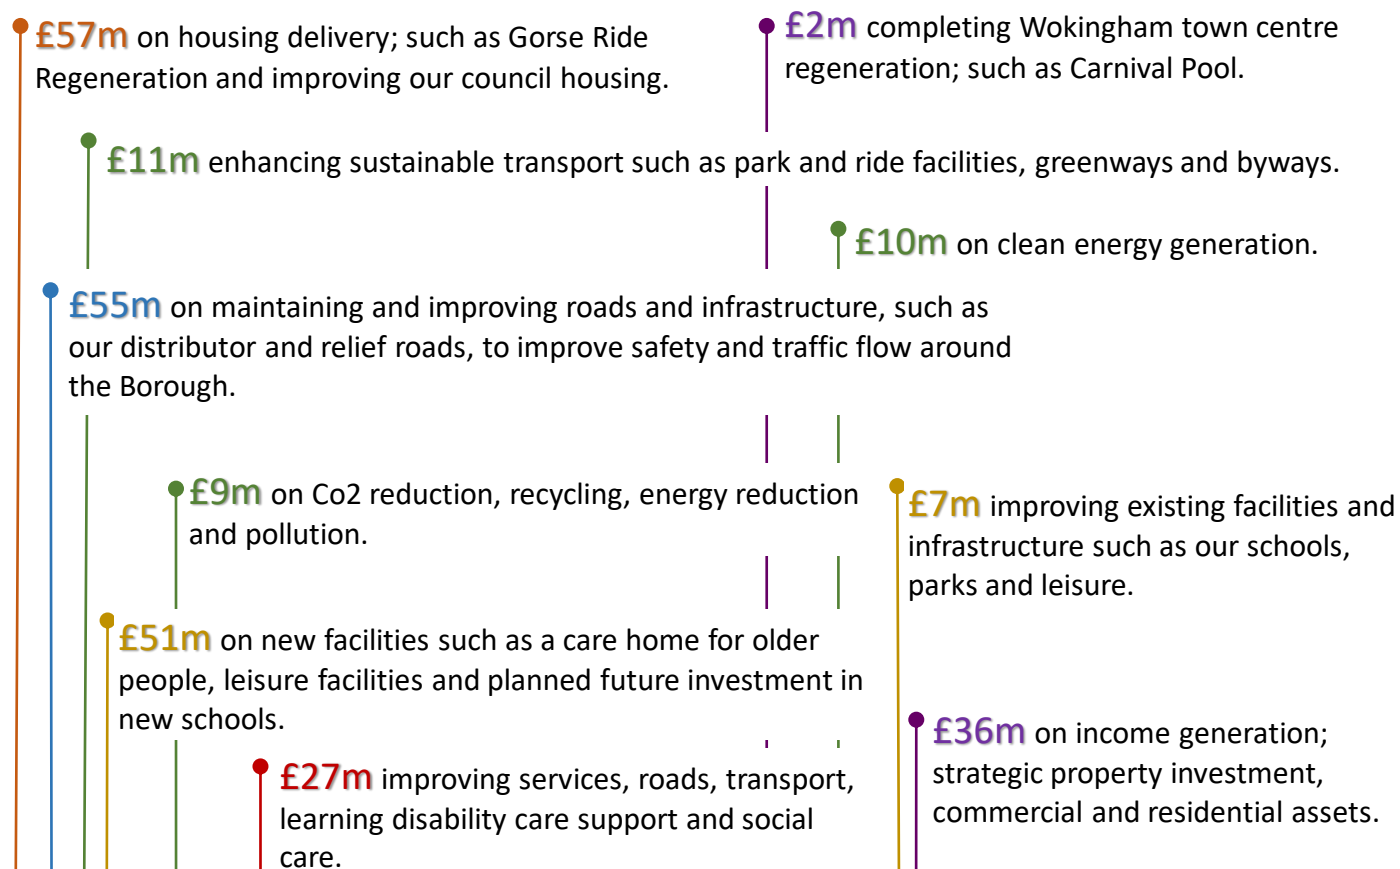 £57m on housing delivery; such as Gorse Ride
Regeneration and improving our council housing.
£2m completing Wokingham town centre
regeneration; such as Carnival Pool.
£11m enhancing sustainable transport such as park and ride facilities, greenways and byways.
£10m on clean energy generation.
£55m on maintaining and improving roads and infrastructure, such as
our distributor and relief roads, to improve safety and traffic flow around
the Borough.
£9m on Co2 reduction, recycling, energy reduction
and pollution.
£7m improving existing facilities and
infrastructure such as our schools,
parks and leisure.
£51m on new facilities such as a care home for older
people, leisure facilities and planned future investment in
new schools.
£36m on income generation;
strategic property investment,
commercial and residential assets.
£27m improving services, roads, transport,
learning disability care support and social
care.